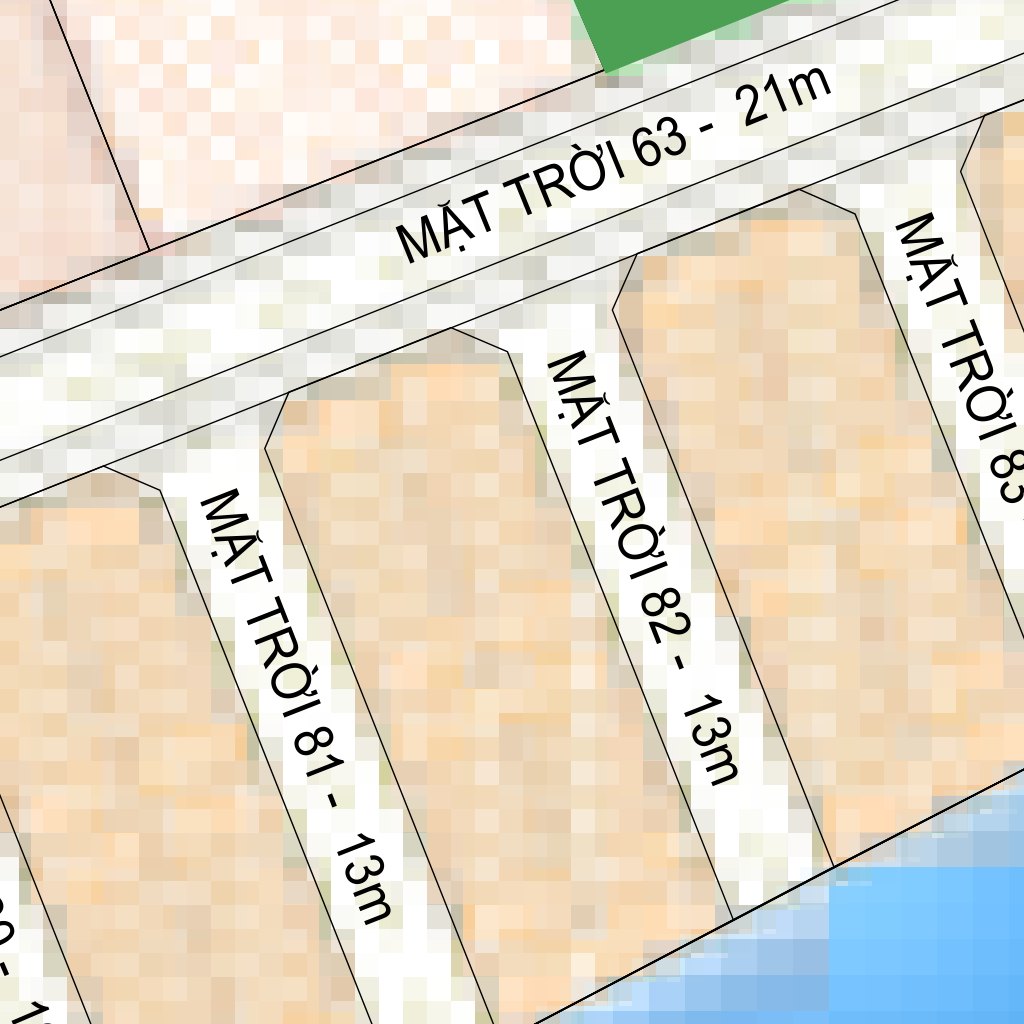 MẶT TRỜI 63 - 21m
MẶT TRỜI 83
MẶT TRỜI 82 - 13m
MẶT TRỜI 81 - 13m